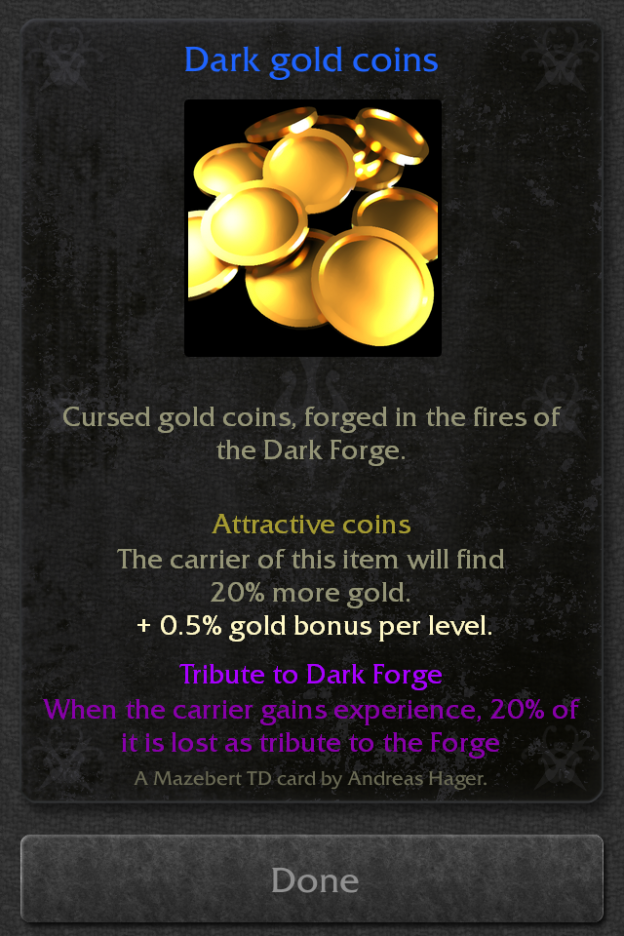 Dark gold coins
Cursed gold coins, forged in the fires of
the Dark Forge.
Attractive coins
The carrier of this item will find
20% more gold.
+ 0.5% gold bonus per level.
Tribute to Dark Forge
When the carrier gains experience, 20% of
it is lost as tribute to the Forge
A Mazebert TD card by Andreas Hager.
Done